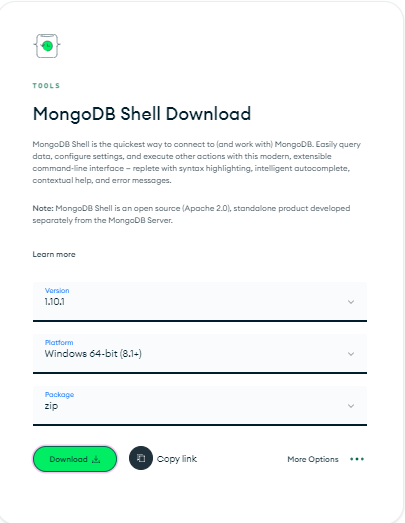 TOOLS
MongoDB Shell Download
MongoDB Shell is the quickest way to connect to (and work with) MongoDB. Easily query
data, configure settings, and execute other actions with this modern, extensible
command-line interface — replete with syntax highlighting, intelligent autocomplete,
contextual help, and error messages.
Note: MongoDB Shell is an open source (Apache 2.0), standalone product developed
separately from the MongoDB Server.
Learn more
Version
1.10.1
Platform
Windows 64-bit (8.1+)
Package
zip
Download
Copy link
More Options